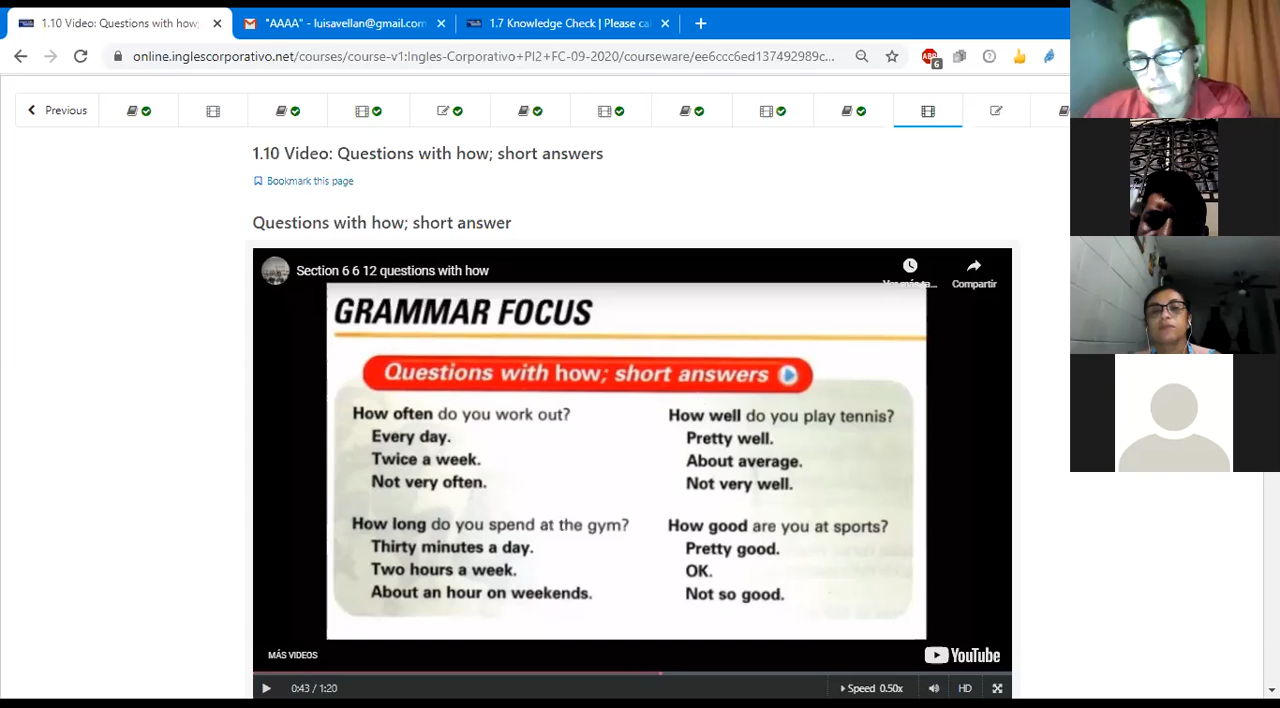 1.10 Video: Questions with how;
"AAAA" - luisavellan@gmail.com
1.7 Knowledge Check | Please ca
online.inglescorporativo.net/courses/course-v1:Ingles-Corporativo+PI2+FC-09-2020/courseware/ee6ccc6ed137492989c...
ABP
6
Previous
1.10 Video: Questions with how; short answers
Bookmark this page
Questions with how; short answer
Section 6 6 12 questions with how
Compartir
GRAMMAR FOCUS
Questions with how; short answers
How often do you work out?
Every day.
Twice a week.
Not very often.
How long do you spend at the gym?
Thirty minutes a day.
Two hours a week.
About an hour on weekends.
How well do you play tennis?
Pretty well.
About average.
Not very well.
How good are you at sports?
Pretty good.
OK.
Not so good.
MÁS VIDEOS
YouTube
0:43 / 1:20
Speed 0.50x
HD